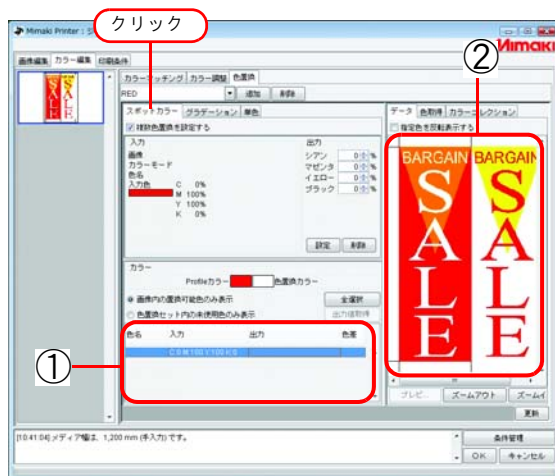 クリック
Mimaki Printer : ジ
Mimaki
画像編集 カラー編集 印刷条件
②
カラーマッチング カラー調整 色置換
RED 追加 削除
スポットカラー グラデーション 単色
データ 色取得 カラーコレクション
複数色置換を設定する
指定色を反転表示する
入力 出力
画像
カラーモード
色名
入力色 C 0%
M 100%
Y 100%
K 0%
シアン 0 %
マゼンタ 0 %
イエロー 0 %
ブラック 0 %
設定 削除
BARGAIN BARGAIN
SALE SALE
カラー
Profileカラー 色置換カラー
画像内の置換可能色のみ表示 全選択
色置換セット内の未使用色のみ表示 出力値取得
①
色名 入力 出力 色差
C:0 M:100 Y:100 K:0
プレビ... ズームアウト ズームイ
更新
[10:41:04] メディア幅は、1,200 mm (手入力) です。
条件管理
OK キャンセル